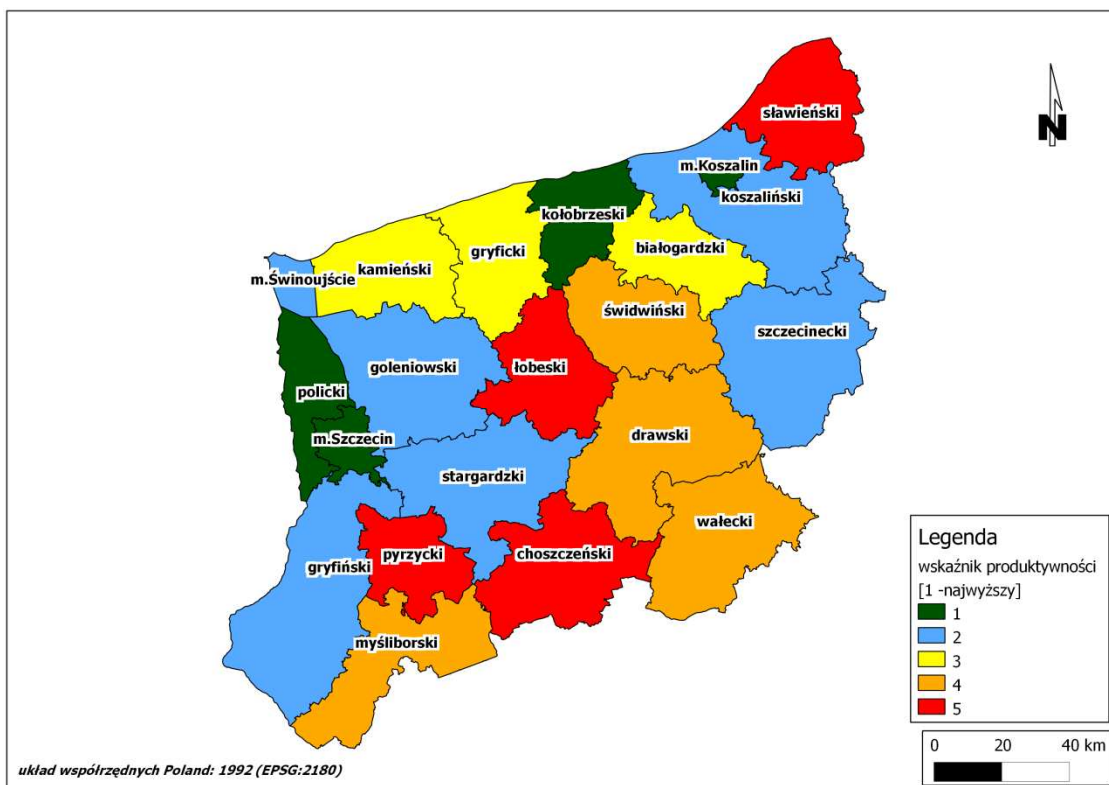 sławieński
N
m.Koszalin
koszaliński
kołobrzeski
białogardzki
gryficki
kamieński
m.Świnoujście
świdwiński
szczecinecki
goleniowski
łobeski
policki
m.Szczecin
drawski
stargardzki
wałecki
pyrzycki
choszczeński
gryfiński
myśliborski
Legenda
wskaźnik produktywności
[1 -najwyższy]
1
2
3
4
5
0 20 40 km
układ współrzędnych Poland: 1992 (EPSG:2180)